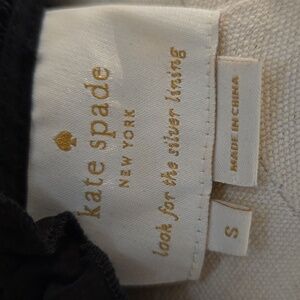 kate spade
NEW YORK
look for the silver lining
MADE IN CHINA
S